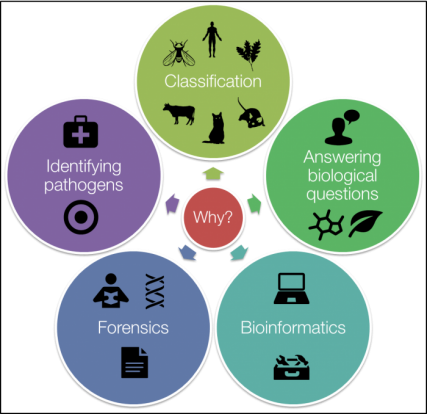 Classification
Identifying
pathogens
Answering
biological
questions
Why?
Forensics
Bioinformatics